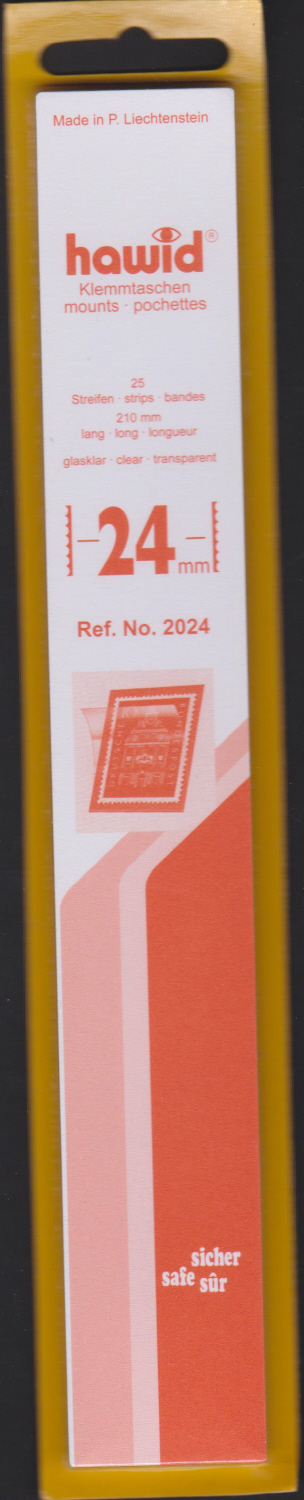 Made in P. Liechtenstein
hawid®
Klemmtaschen
mounts · pochettes
25
Streifen · strips · bandes
210 mm
lang · long · longueur
glasklar · clear · transparent
-24-
mm
Ref. No. 2024
sicher
safe sûr